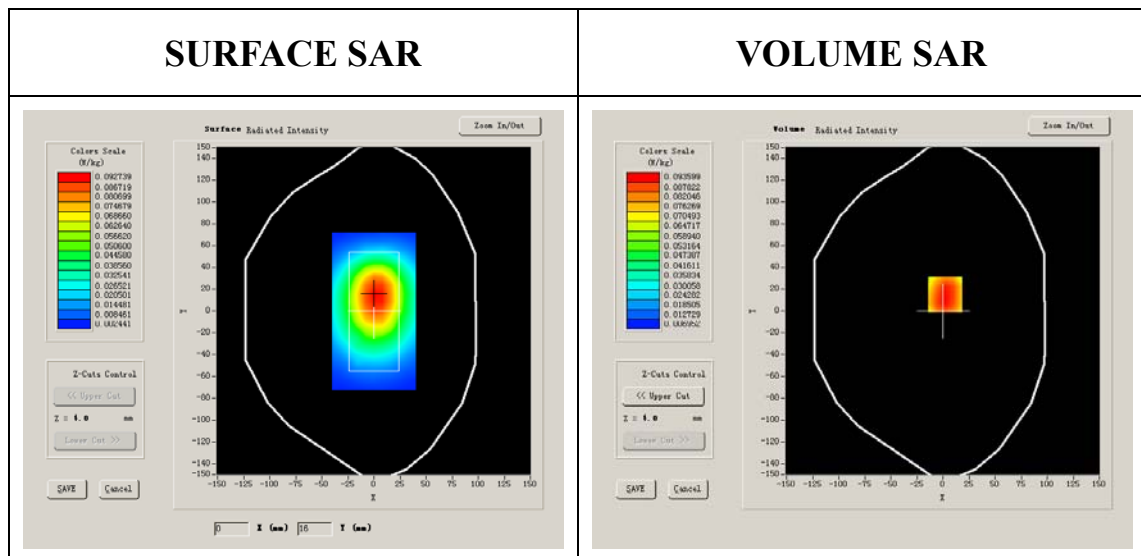 SURFACE SAR
VOLUME SAR
Surface Radiated Intensity
Zoom In/Out
Colors Scale
(W/kg)
0.092739
0.086719
0.080699
0.074679
0.068660
0.062640
0.056620
0.050600
0.044580
0.038560
0.032541
0.026521
0.020501
0.014481
0.008461
0.002441
150
140
120
100
80
60
40
20
0
-20
-40
-60
-80
-100
-120
-140
-150
Y
-150 -125 -100 -75 -50 -25 0 25 50 75 100 125 150
X
Z-Cuts Control
<< Upper Cut
Z = 4.0 mm
Lower Cut >>
SAVE
Cancel
0 X (mm) 16 Y (mm)
Volume Radiated Intensity
Zoom In/Out
Colors Scale
(W/kg)
0.093599
0.087822
0.082046
0.076269
0.070493
0.064717
0.058940
0.053164
0.047387
0.041611
0.035834
0.030058
0.024282
0.018505
0.012729
0.006952
150
140
120
100
80
60
40
20
0
-20
-40
-60
-80
-100
-120
-140
-150
Y
-150 -125 -100 -75 -50 -25 0 25 50 75 100 125 150
X
Z-Cuts Control
<< Upper Cut
Z = 4.0 mm
Lower Cut >>
SAVE
Cancel